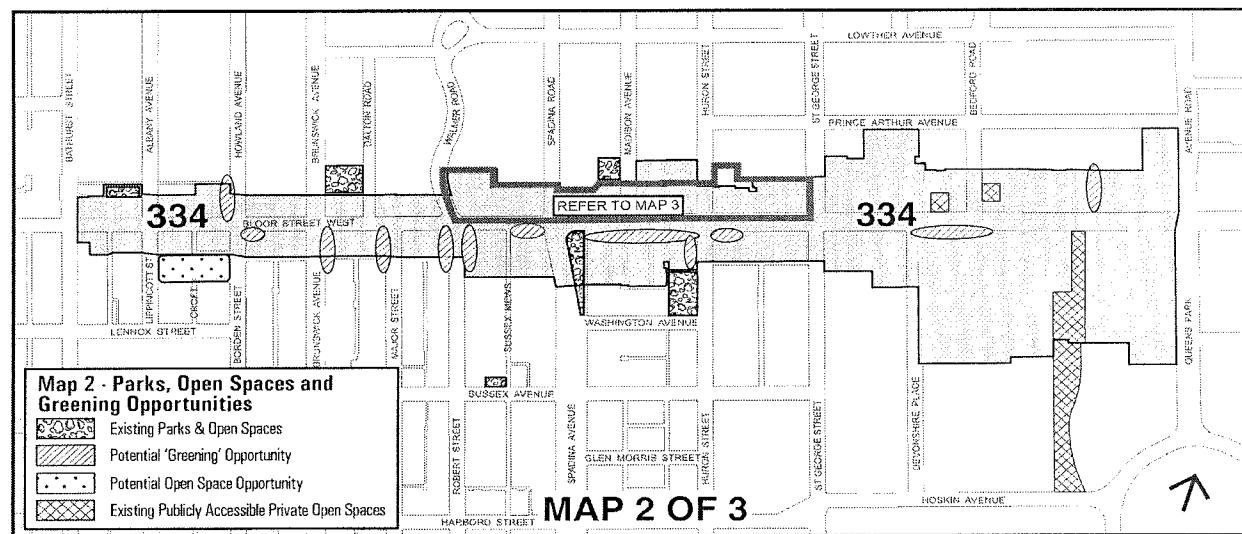 LOWTHER AVENUE
BATHURST STREET
ALBANY AVENUE
HOWLAND AVENUE
BRUNSWICK AVENUE
DALTON ROAD
WALMER ROAD
SPADINA ROAD
MADISON AVENUE
HURON STREET
ST GEORGE STREET
BEDFORD ROAD
AVENUE ROAD
PRINCE ARTHUR AVENUE
334
REFER TO MAP 3
334
BLOOR STREET WEST
LIPPINCOTT ST
BORDEN STREET
BRUNSWICK AVENUE
MAJOR STREET
ROBERT STREET
SUSSEX MEWS
SPADINA AVENUE
HURON STREET
ST GEORGE STREET
DEVONSHIRE PLACE
QUEENS PARK
LENNOX STREET
WASHINGTON AVENUE
SUSSEX AVENUE
GLEN MORRIS STREET
HOSKIN AVENUE
HARBORD STREET
Map 2 - Parks, Open Spaces and
Greening Opportunities
Existing Parks & Open Spaces
Potential 'Greening' Opportunity
Potential Open Space Opportunity
Existing Publicly Accessible Private Open Spaces
MAP 2 OF 3